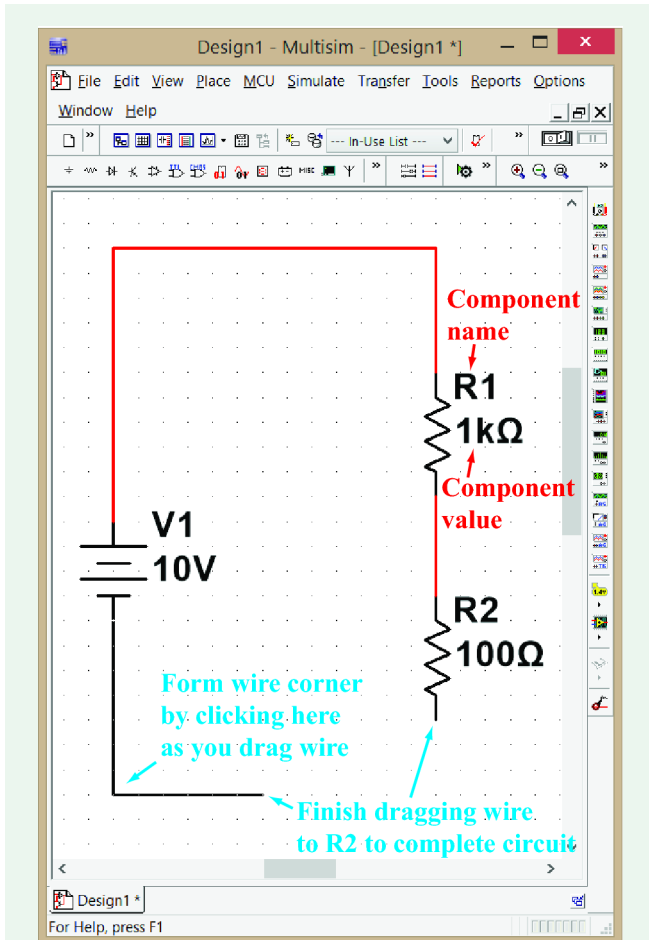 Design1 - Multisim - [Design1 *]
File Edit View Place MCU Simulate Transfer Tools Reports Options
Window Help
--- In-Use List ---
MISC
Component
name
R1
1kΩ
Component
value
V1
10V
R2
100Ω
Form wire corner
by clicking here
as you drag wire
Finish dragging wire
to R2 to complete circuit
Design1 *
For Help, press F1